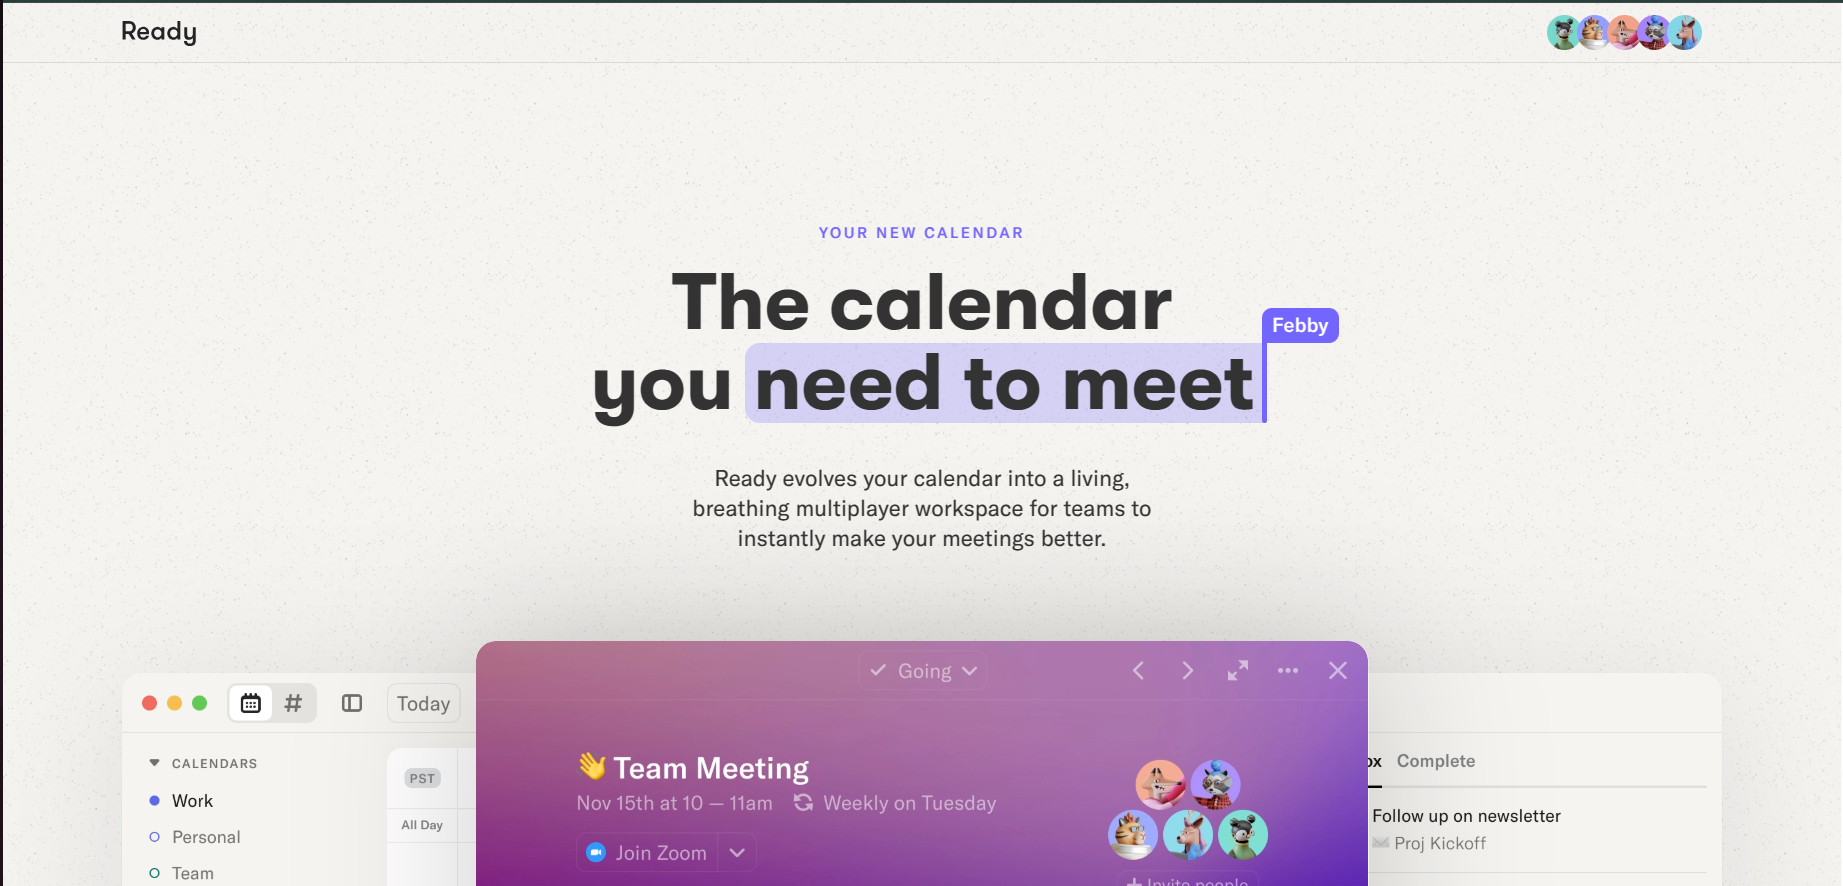 Ready
YOUR NEW CALENDAR
The calendar
you need to meet
Febby
Ready evolves your calendar into a living,
breathing multiplayer workspace for teams to
instantly make your meetings better.
Going
Today
CALENDARS
Work
Personal
Team
PST
All Day
👋 Team Meeting
Nov 15th at 10 — 11am
Weekly on Tuesday
Join Zoom
+ Invite people
Complete
Follow up on newsletter
Proj Kickoff